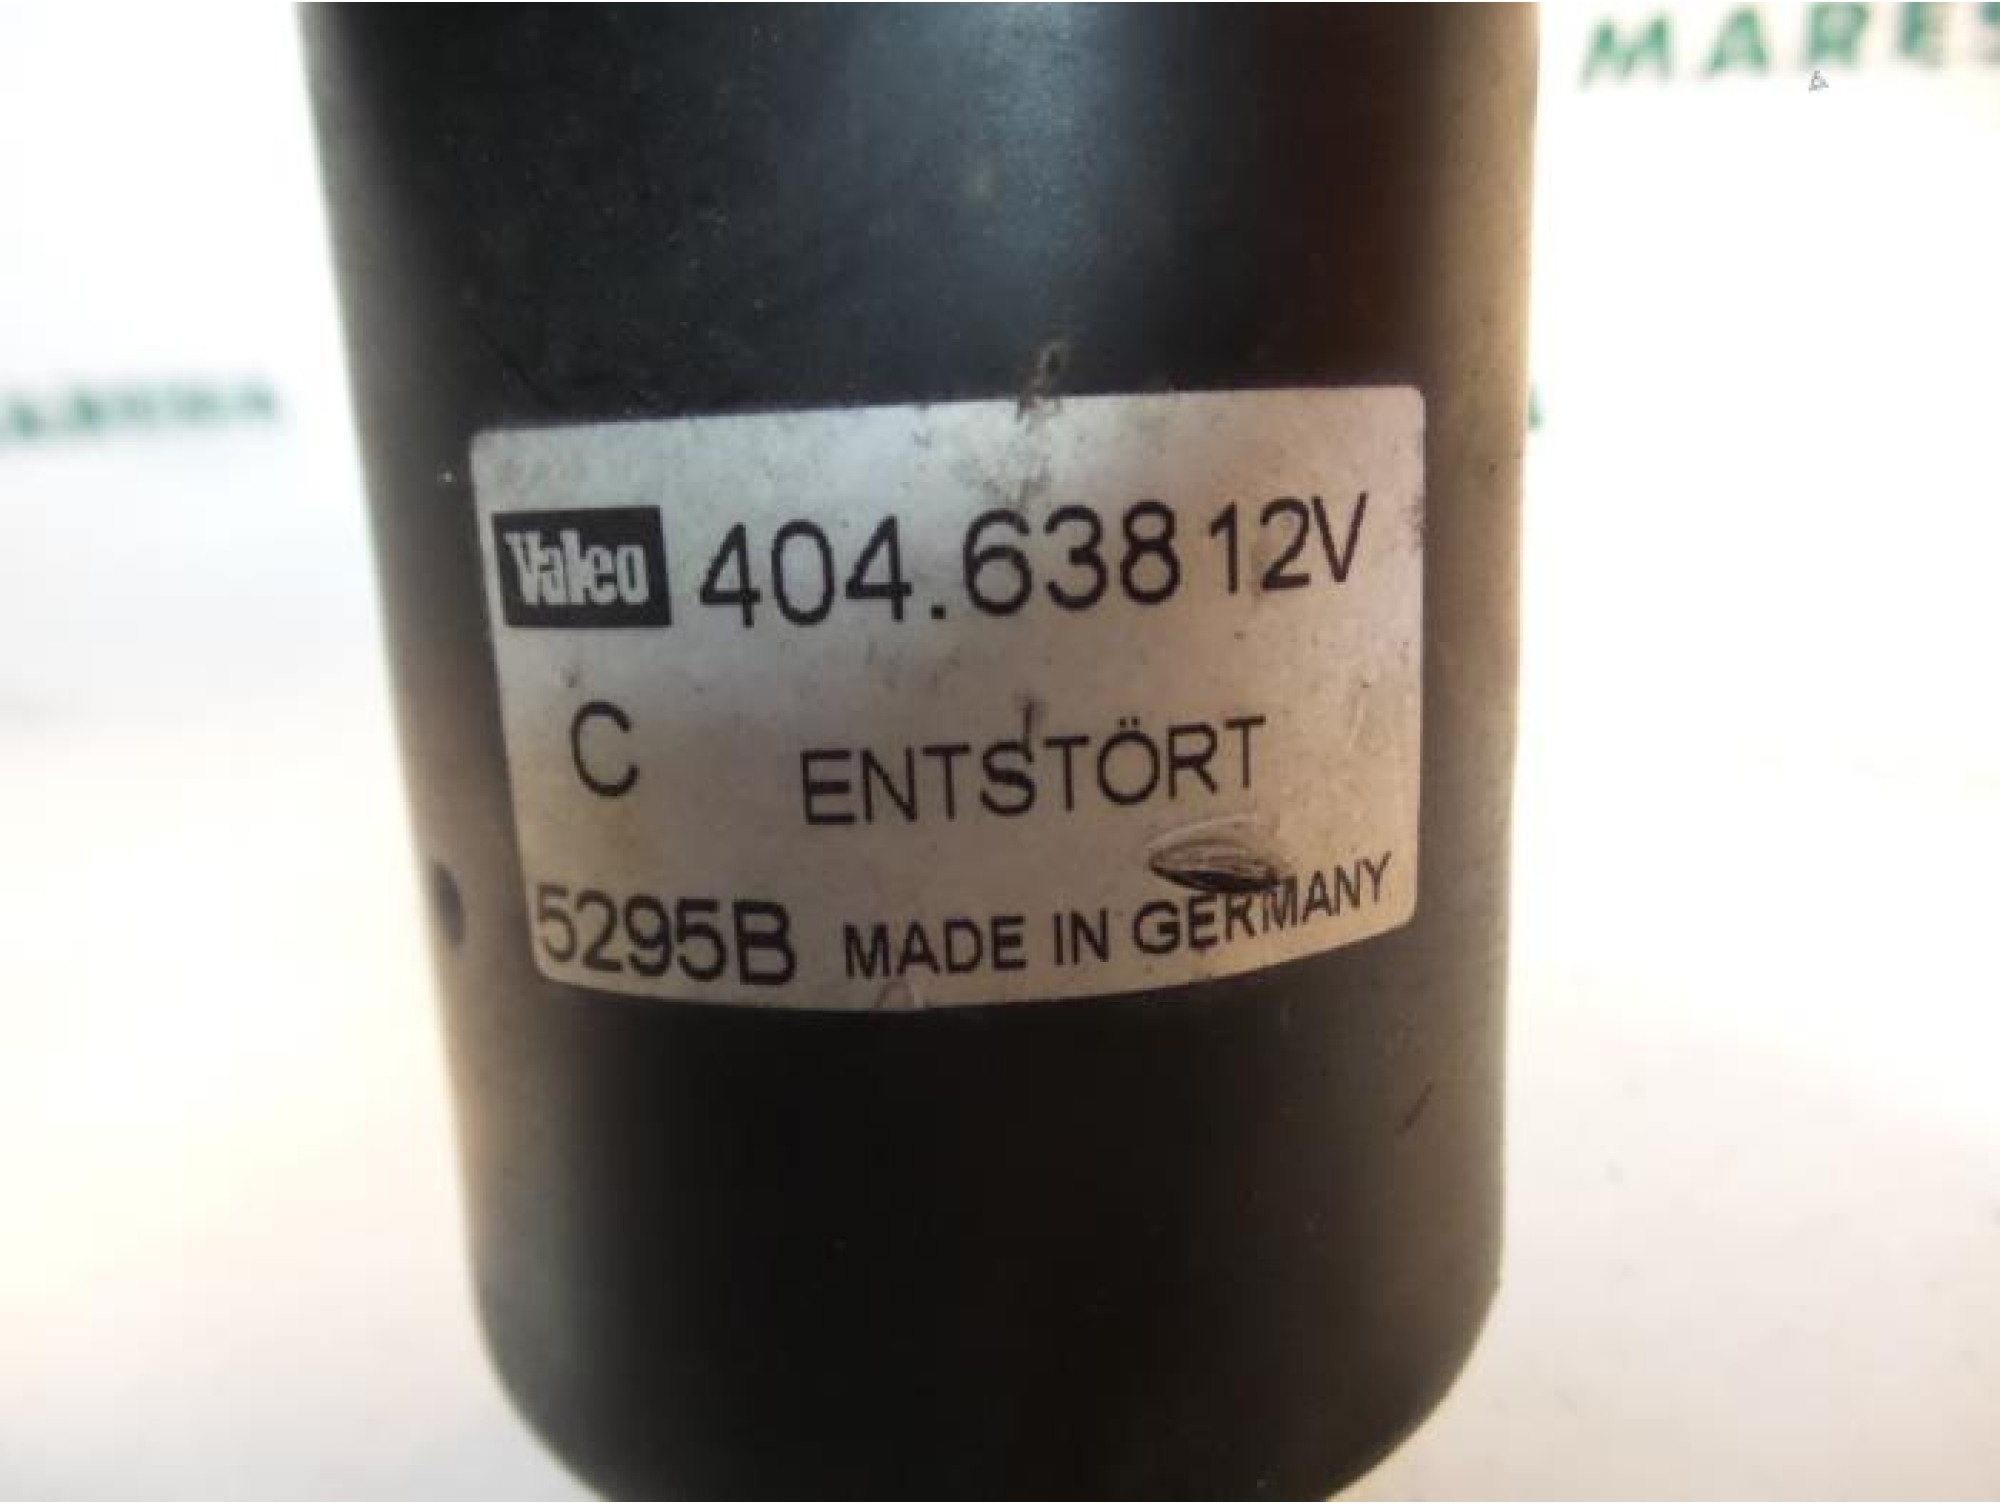 MARES
Valeo 404.638 12V
C ENTSTÖRT
5295B MADE IN GERMANY